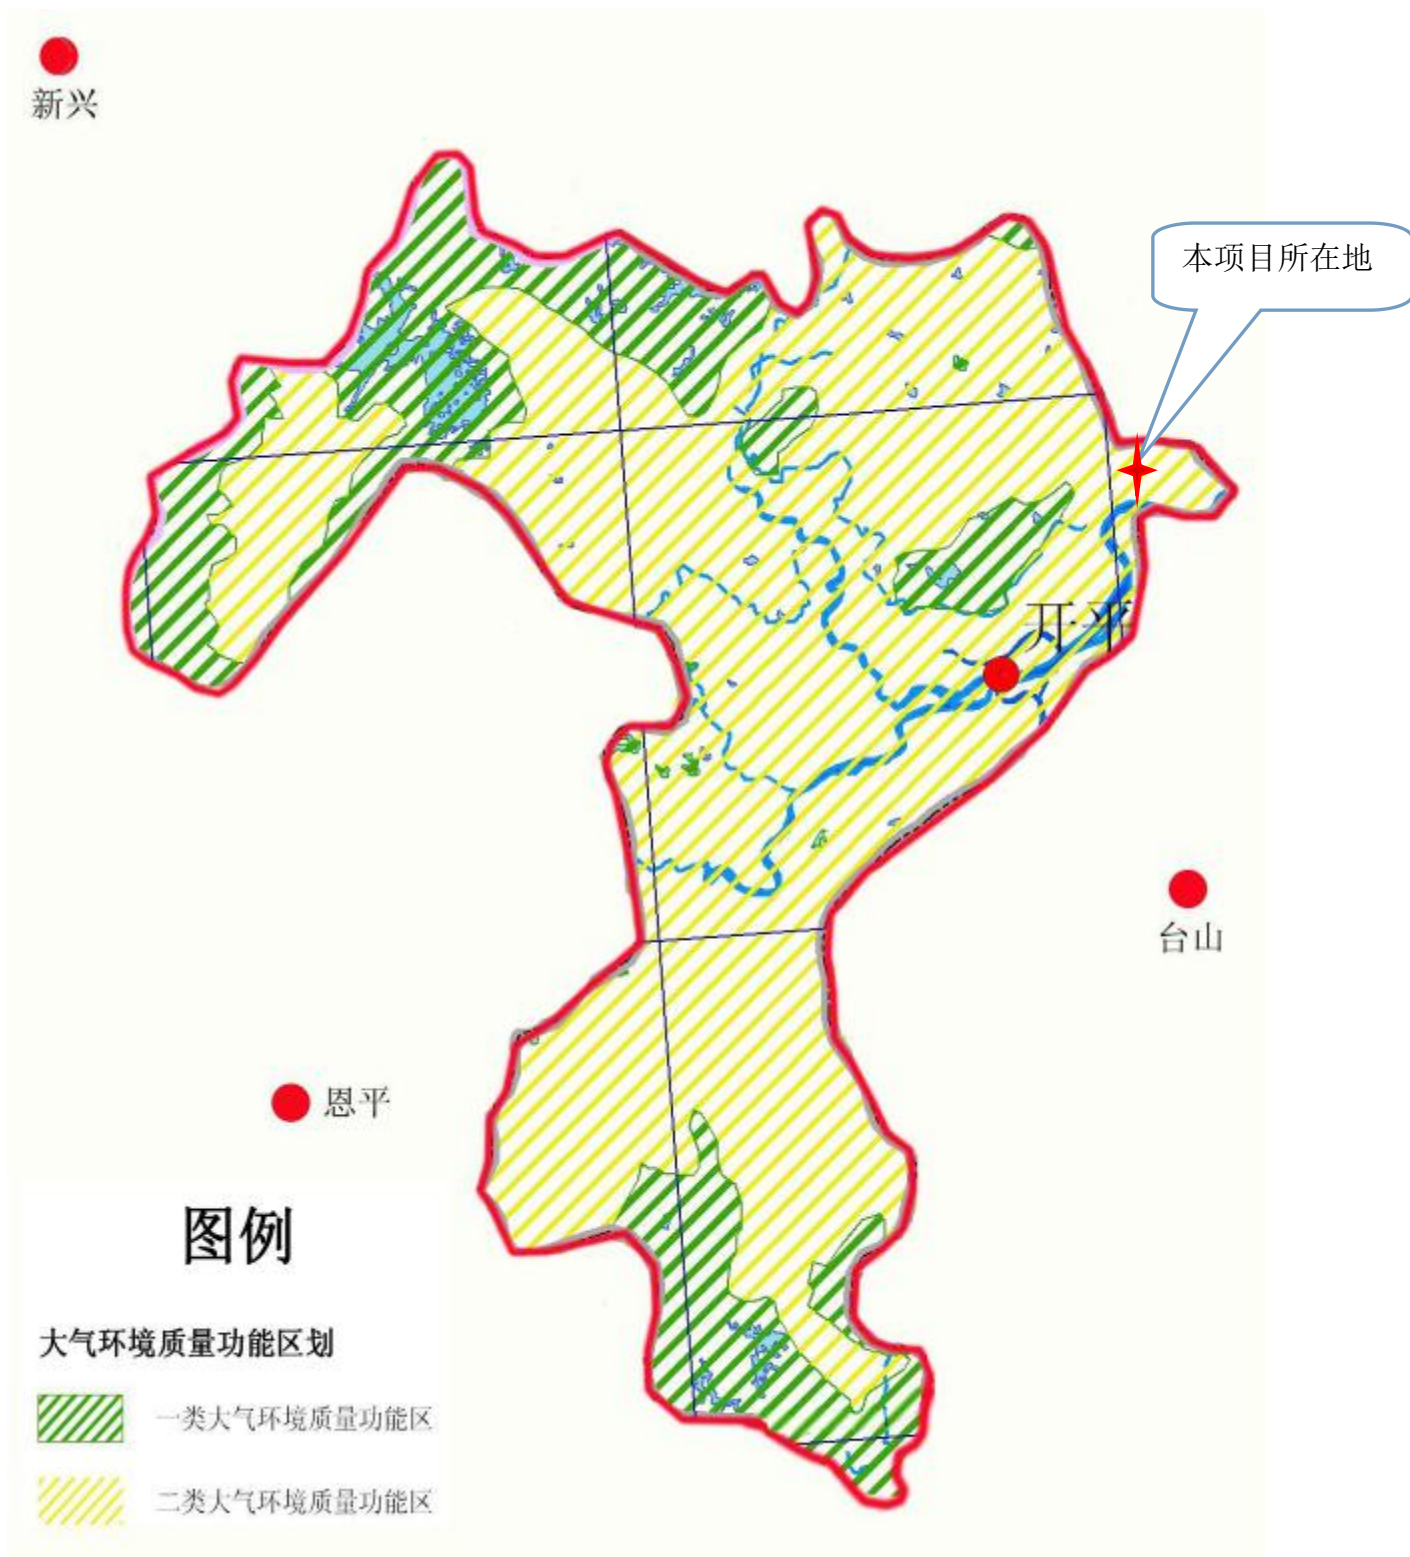 新兴
本项目所在地
开平
台山
恩平
图例
大气环境质量功能区划
一类大气环境质量功能区
二类大气环境质量功能区